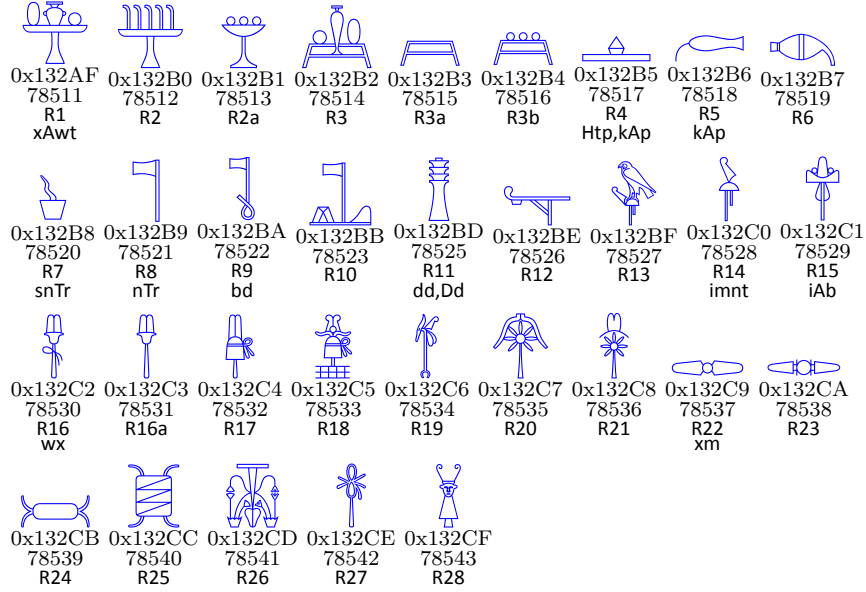 0x132AF 0x132B0 0x132B1 0x132B2 0x132B3 0x132B4 0x132B5 0x132B6 0x132B7
78511 78512 78513 78514 78515 78516 78517 78518 78519
R1 R2 R2a R3 R3a R3b R4 R5 R6
xAwt Htp,kAp kAp
0x132B8 0x132B9 0x132BA 0x132BB 0x132BD 0x132BE 0x132BF 0x132C0 0x132C1
78520 78521 78522 78523 78525 78526 78527 78528 78529
R7 R8 R9 R10 R11 R12 R13 R14 R15
snTr nTr bd dd,Dd imnt iAb
0x132C2 0x132C3 0x132C4 0x132C5 0x132C6 0x132C7 0x132C8 0x132C9 0x132CA
78530 78531 78532 78533 78534 78535 78536 78537 78538
R16 R16a R17 R18 R19 R20 R21 R22 R23
wx xm
0x132CB 0x132CC 0x132CD 0x132CE 0x132CF
78539 78540 78541 78542 78543
R24 R25 R26 R27 R28